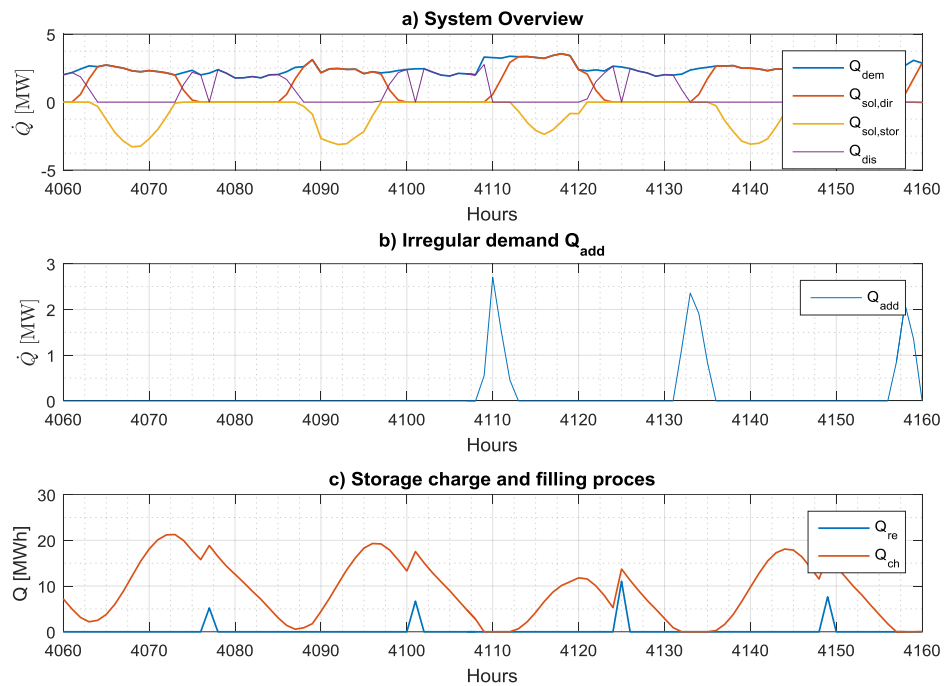 a) System Overview
5
0
-5
Q̇ [MW]
Q_dem
Q_sol,dir
Q_sol,stor
Q_dis
4060 4070 4080 4090 4100 4110 4120 4130 4140 4150 4160
Hours
b) Irregular demand Q_add
3
2
1
0
Q̇ [MW]
Q_add
4060 4070 4080 4090 4100 4110 4120 4130 4140 4150 4160
Hours
c) Storage charge and filling proces
30
20
10
0
Q [MWh]
Q_re
Q_ch
4060 4070 4080 4090 4100 4110 4120 4130 4140 4150 4160
Hours